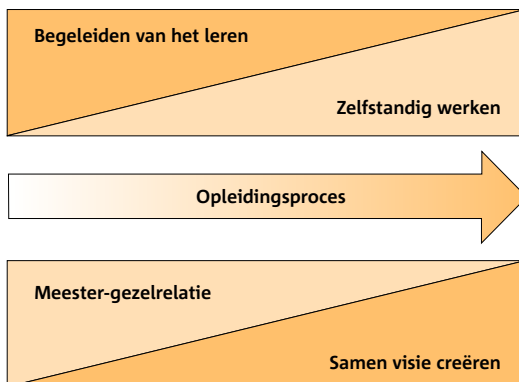 Begeleiden van het leren
Zelfstandig werken
Opleidingsproces
Meester-gezelrelatie
Samen visie creëren